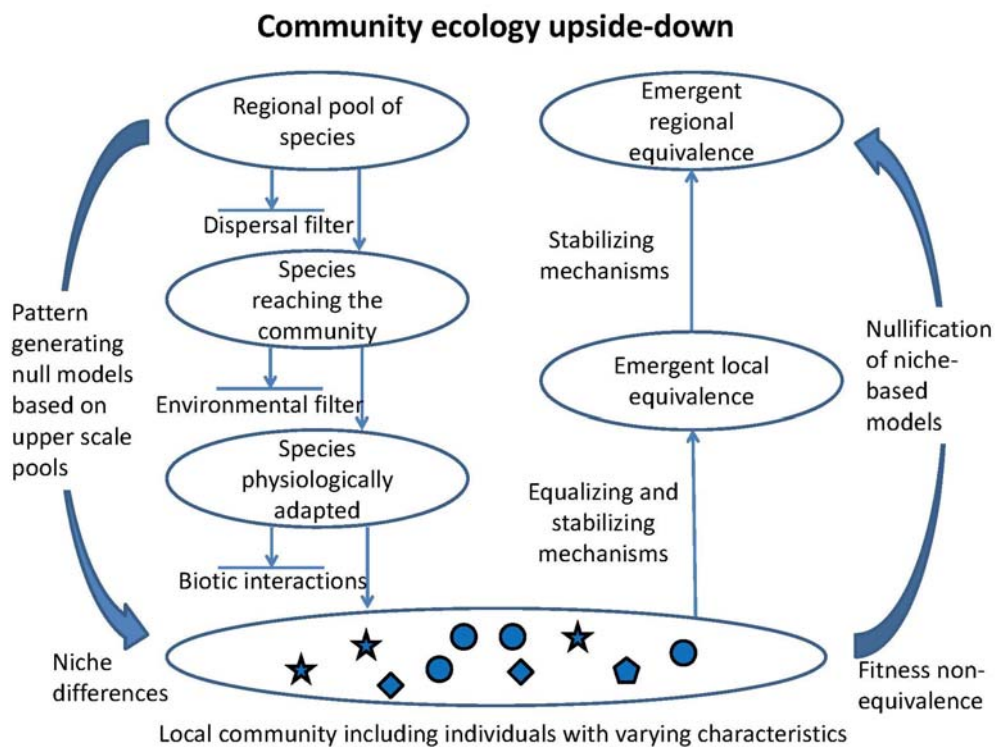 Community ecology upside-down
Regional pool of
species
Dispersal filter
Species
reaching the
community
Environmental filter
Species
physiologically
adapted
Biotic interactions
Pattern
generating
null models
based on
upper scale
pools
Niche
differences
Emergent
regional
equivalence
Stabilizing
mechanisms
Emergent local
equivalence
Equalizing and
stabilizing
mechanisms
Nullification
of niche-
based
models
Fitness non-
equivalence
Local community including individuals with varying characteristics